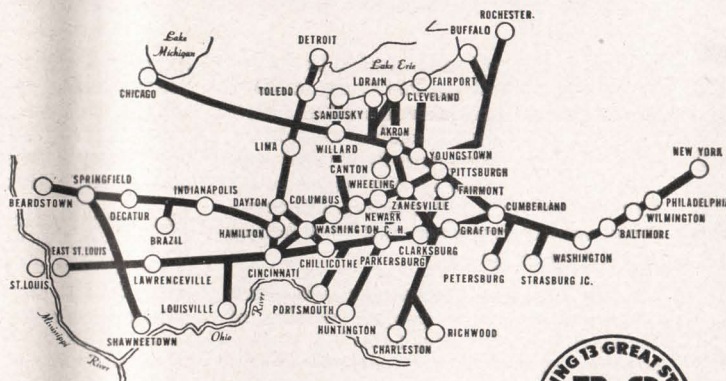 ROCHESTER.
BUFFALO
DETROIT
Lake
Michigan
Lake Erie
LORAIN
FAIRPORT
CHICAGO
TOLEDO
CLEVELAND
SANDUSKY
AKRON
LIMA
WILLARD
YOUNGSTOWN
NEW YORK
CANTON
PITTSBURGH
WHEELING
SPRINGFIELD
FAIRMONT
INDIANAPOLIS
DAYTON
COLUMBUS
ZANESVILLE
CUMBERLAND
PHILADELPHIA
BEARDSTOWN
DECATUR
NEWARK
WILMINGTON
HAMILTON
WASHINGTON C. H.
GRAFTON
BALTIMORE
BRAZIL
CLARKSBURG
EAST ST. LOUIS
CHILLICOTHE
PARKERSBURG
WASHINGTON
CINCINNATI
ST. LOUIS
LAWRENCEVILLE
PETERSBURG
STRASBURG JC.
LOUISVILLE
River
PORTSMOUTH
Mississippi
River
SHAWNEETOWN
Ohio
HUNTINGTON
CHARLESTON
RICHWOOD
13 GREAT